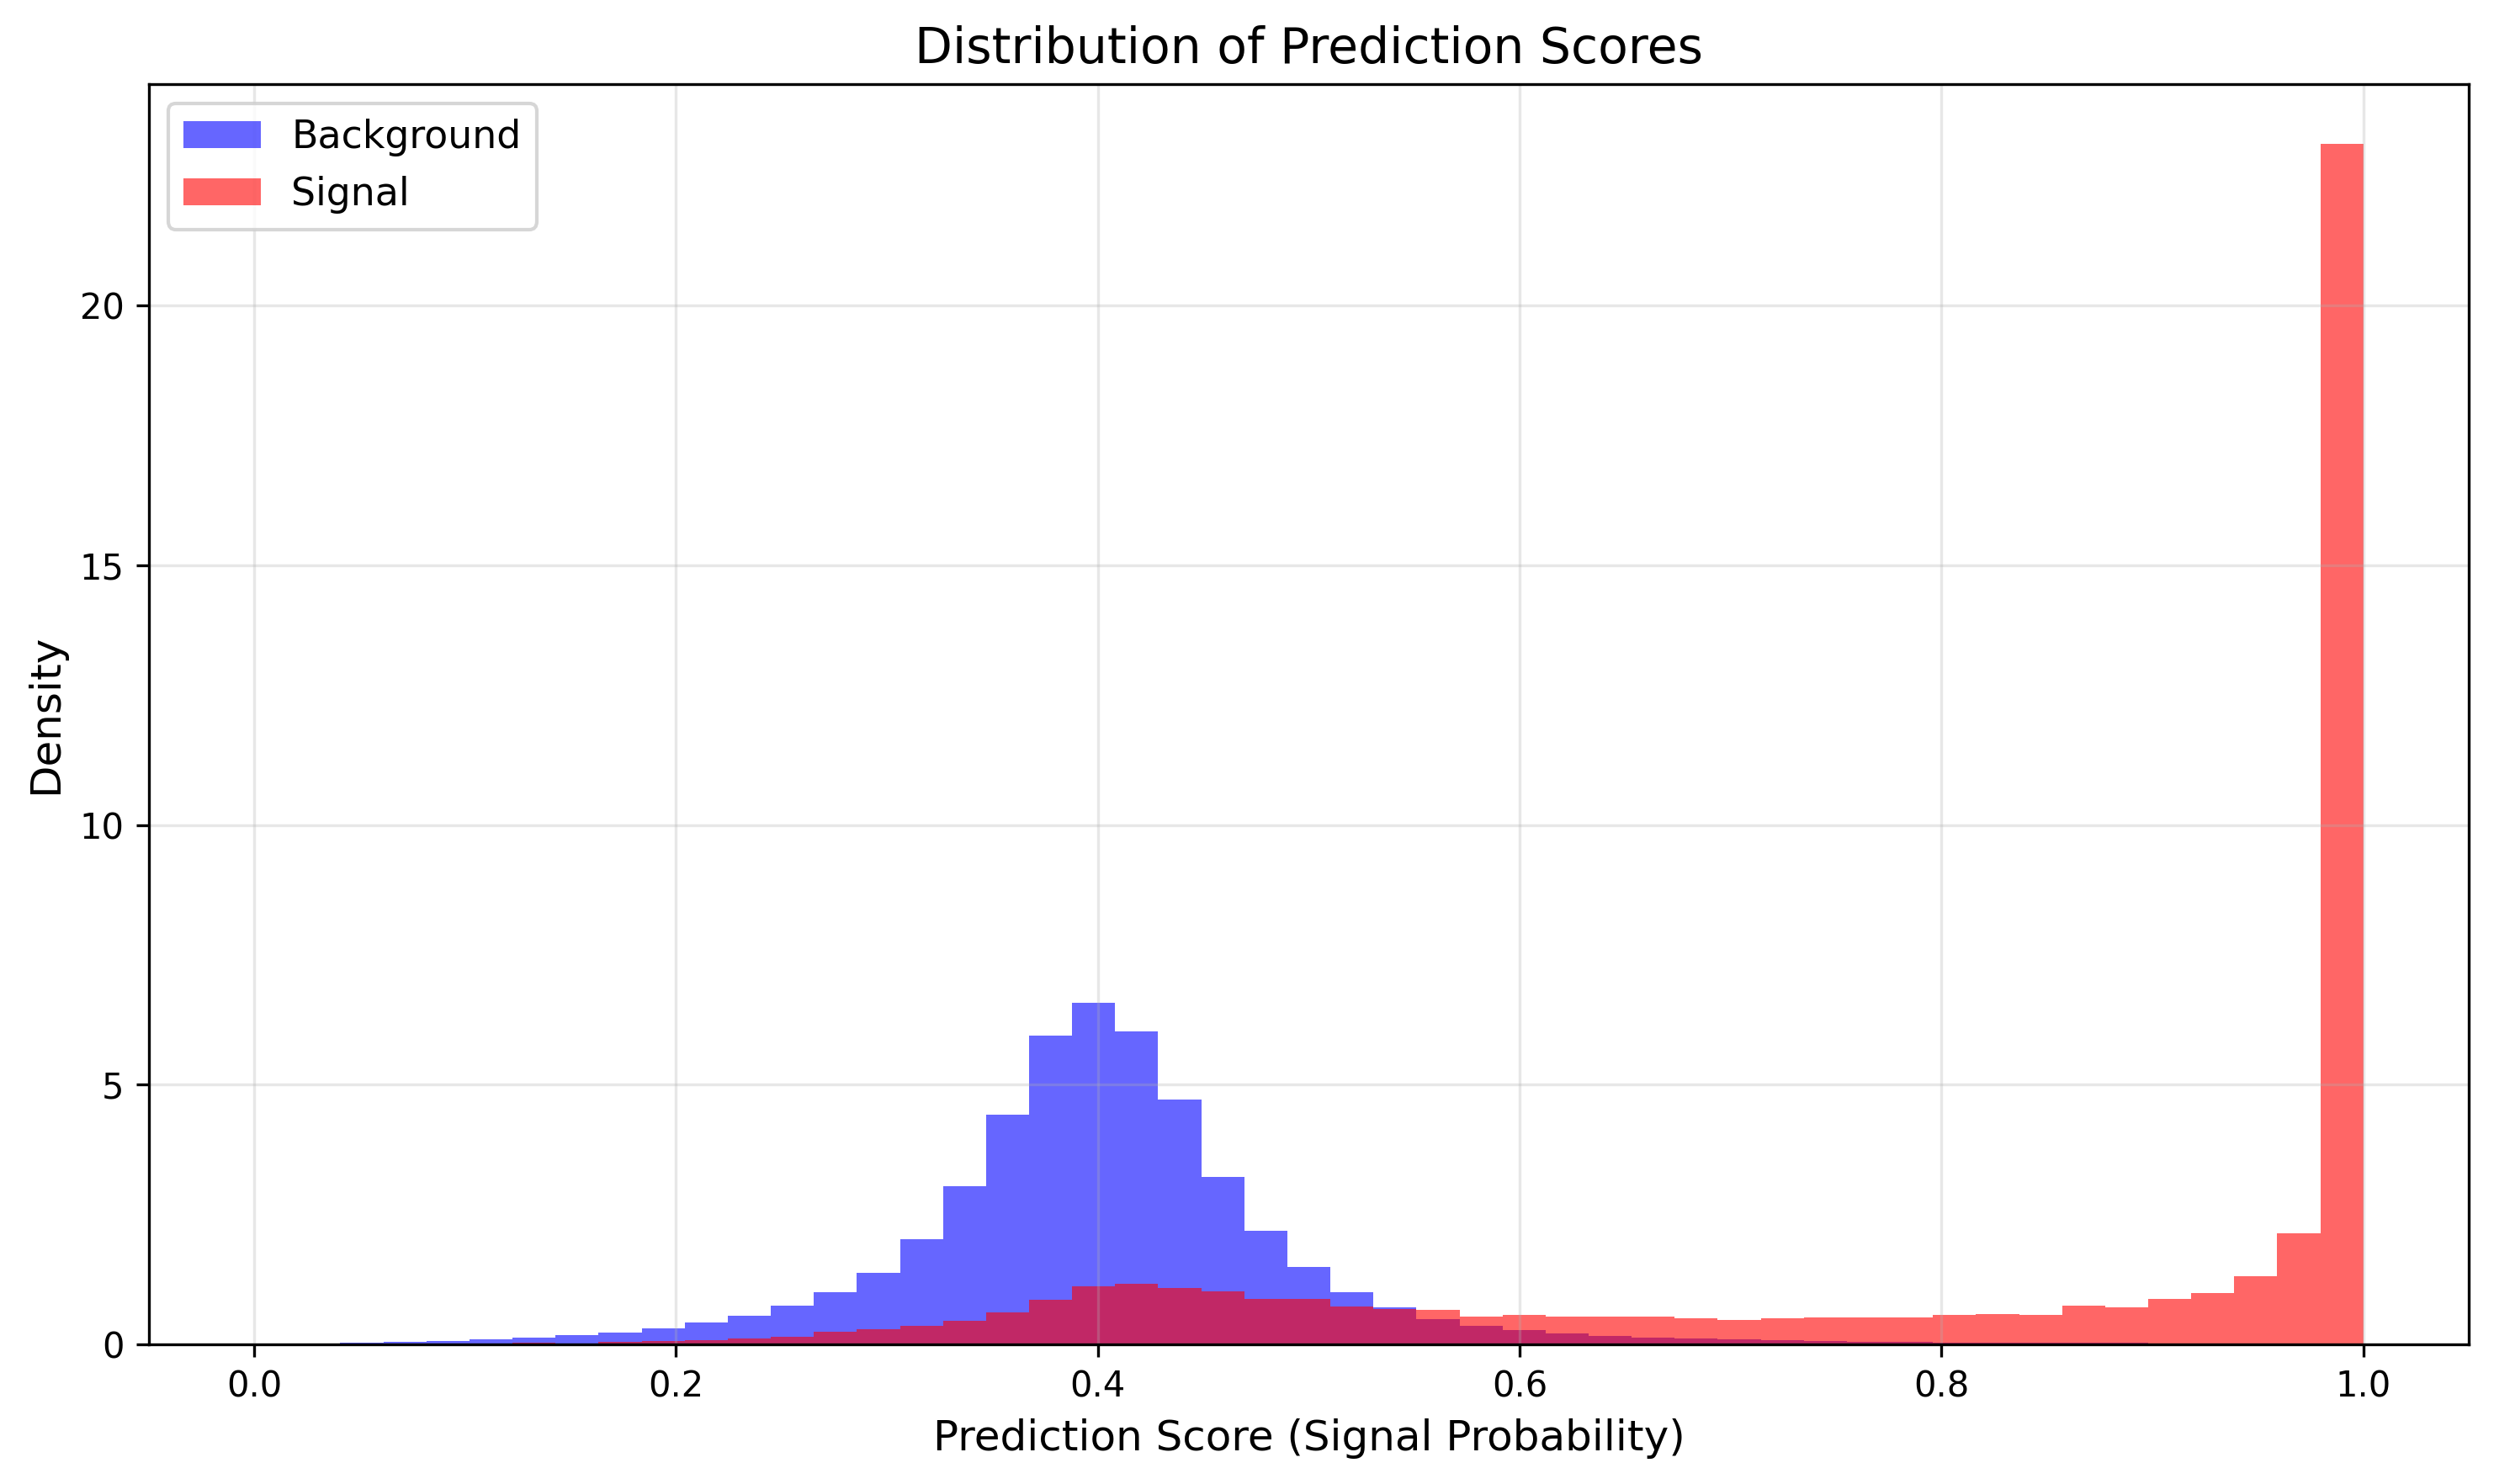 Distribution of Prediction Scores
Background
Signal
20
15
10
5
0
Density
0.0 0.2 0.4 0.6 0.8 1.0
Prediction Score (Signal Probability)